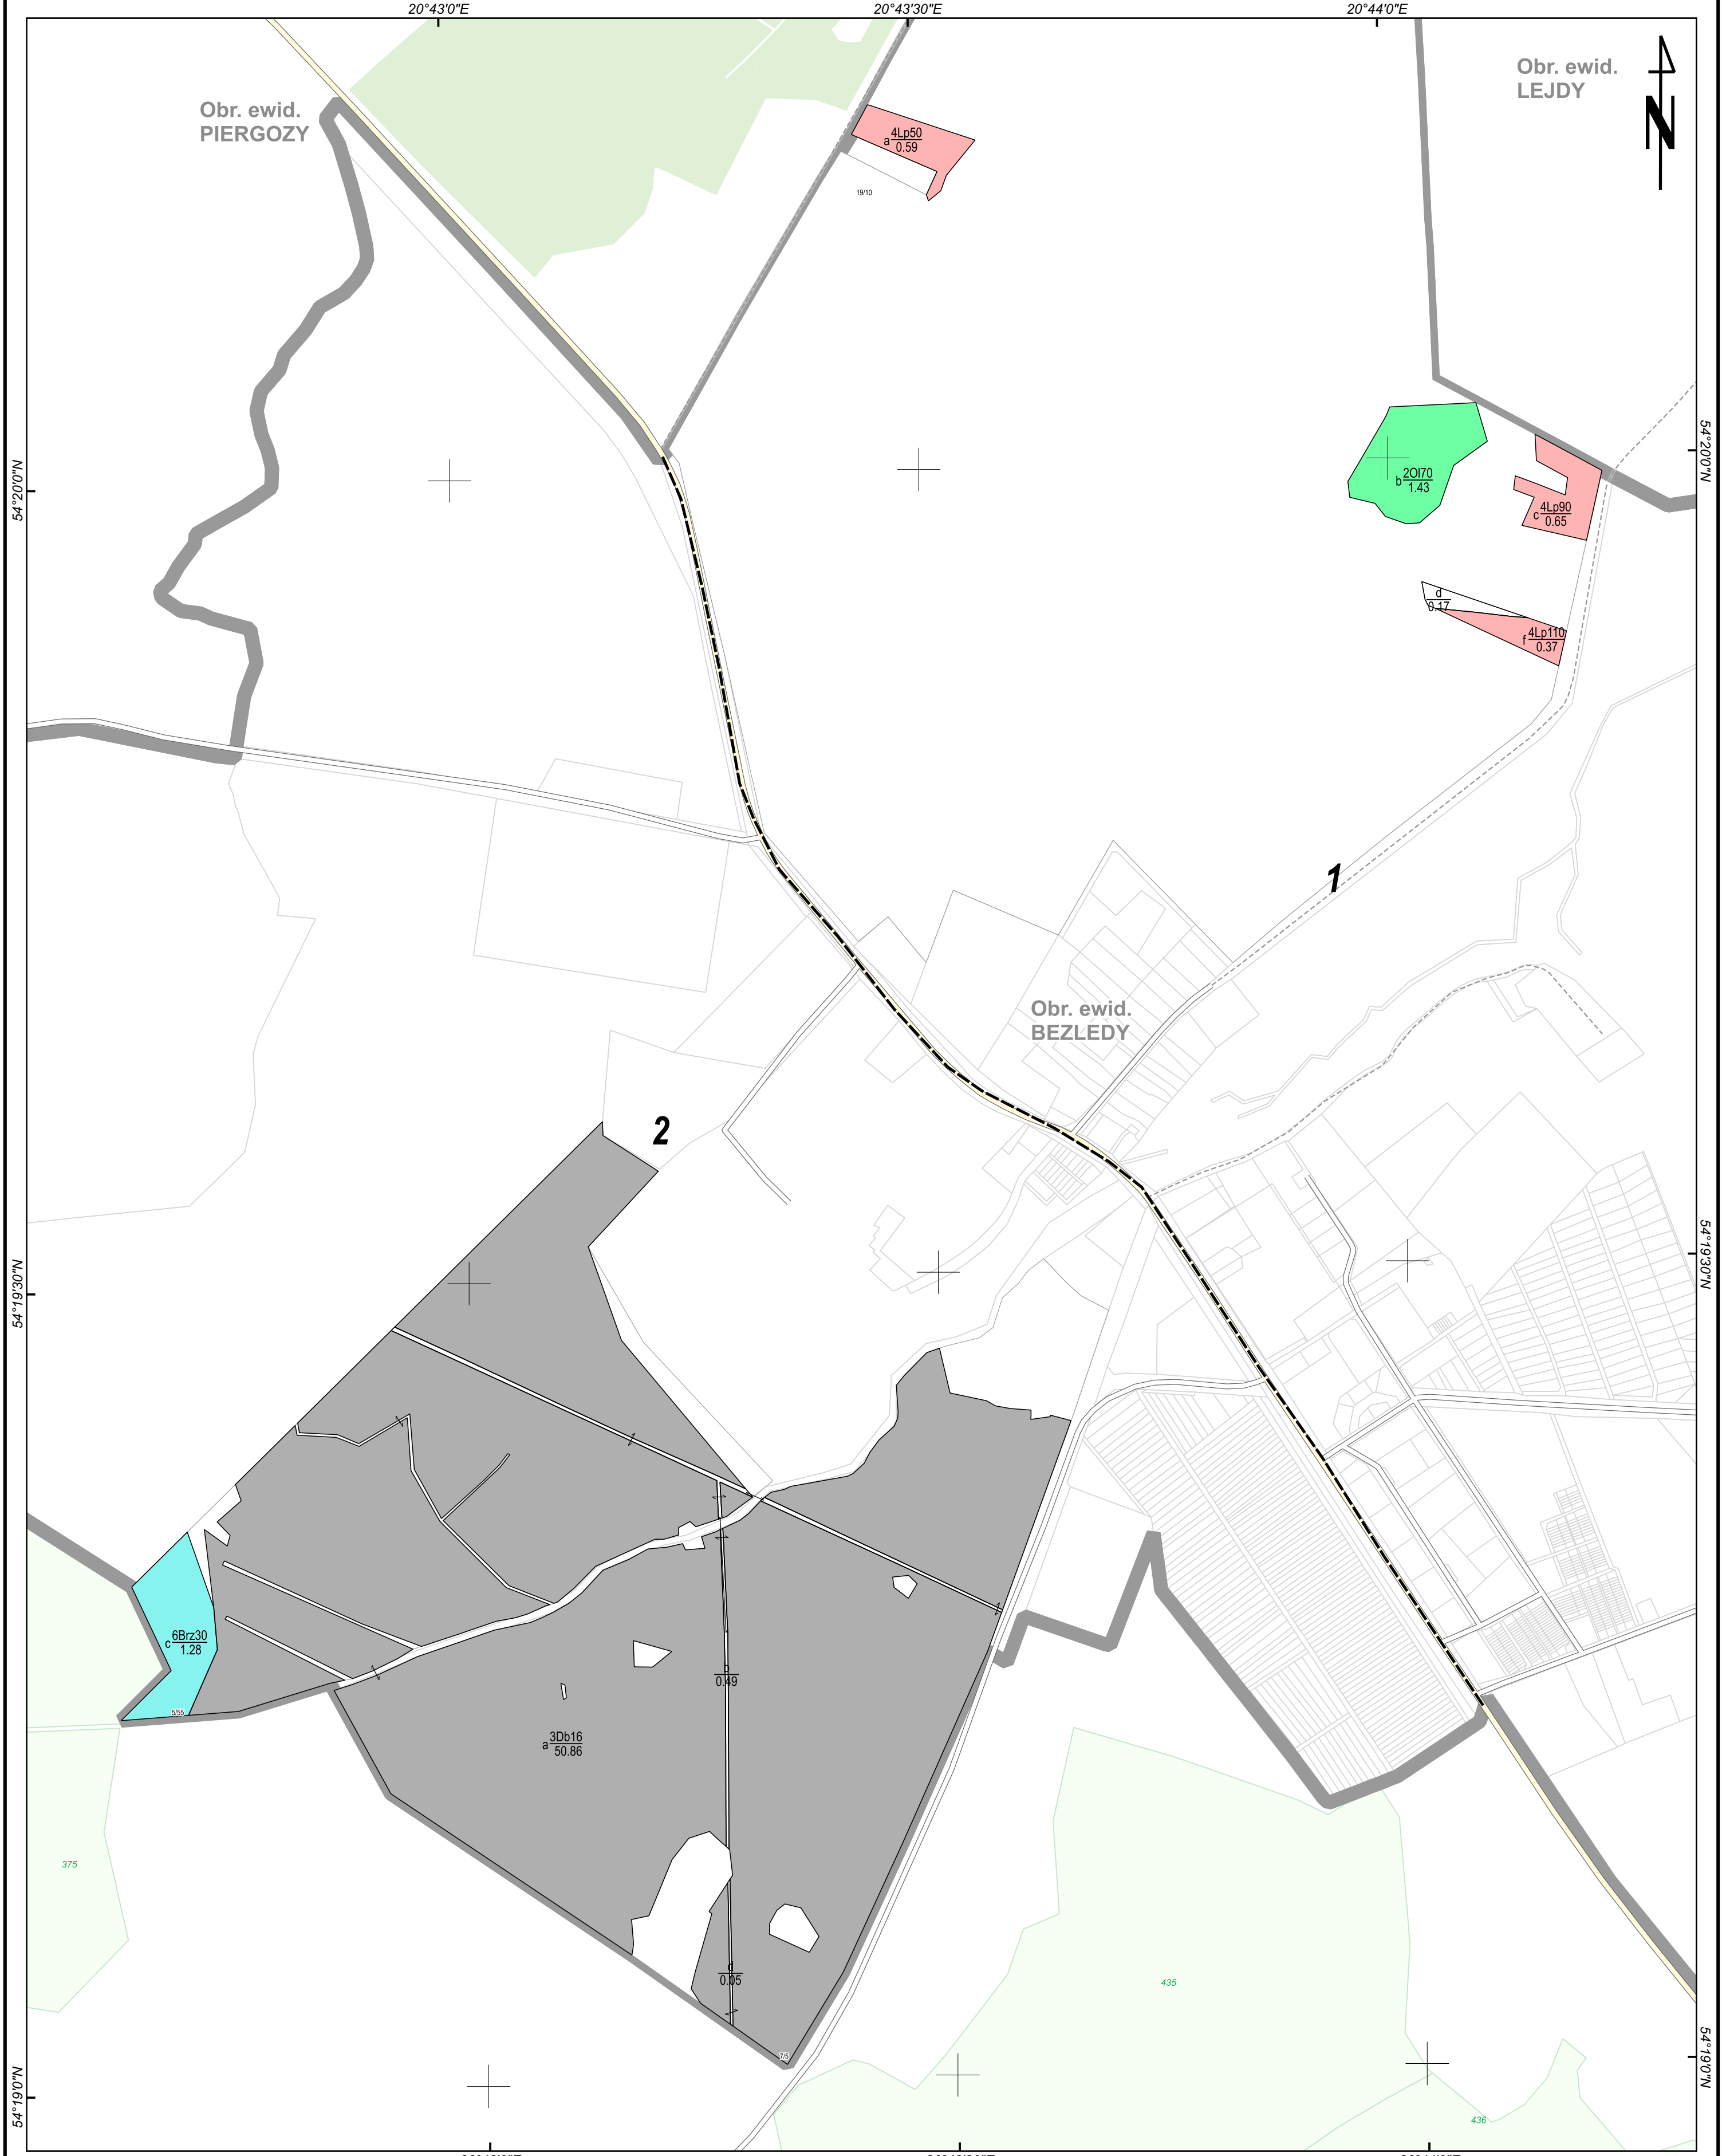 20°43'0"E
20°43'30"E
20°44'0"E
Obr. ewid.
PIERGOZY
Obr. ewid.
LEJDY
N
a 4Lp50
0.59
19/10
54°20'0"N
54°20'0"N
b 2Ol70
1.43
c 4Lp90
0.65
d
0.17
f 4Lp110
0.37
1
Obr. ewid.
BEZLEDY
2
54°19'30"N
54°19'30"N
c 6Brz30
1.28
5/55
b
0.49
a 3Db16
50.86
375
d
0.05
435
7/5
54°19'0"N
54°19'0"N
436